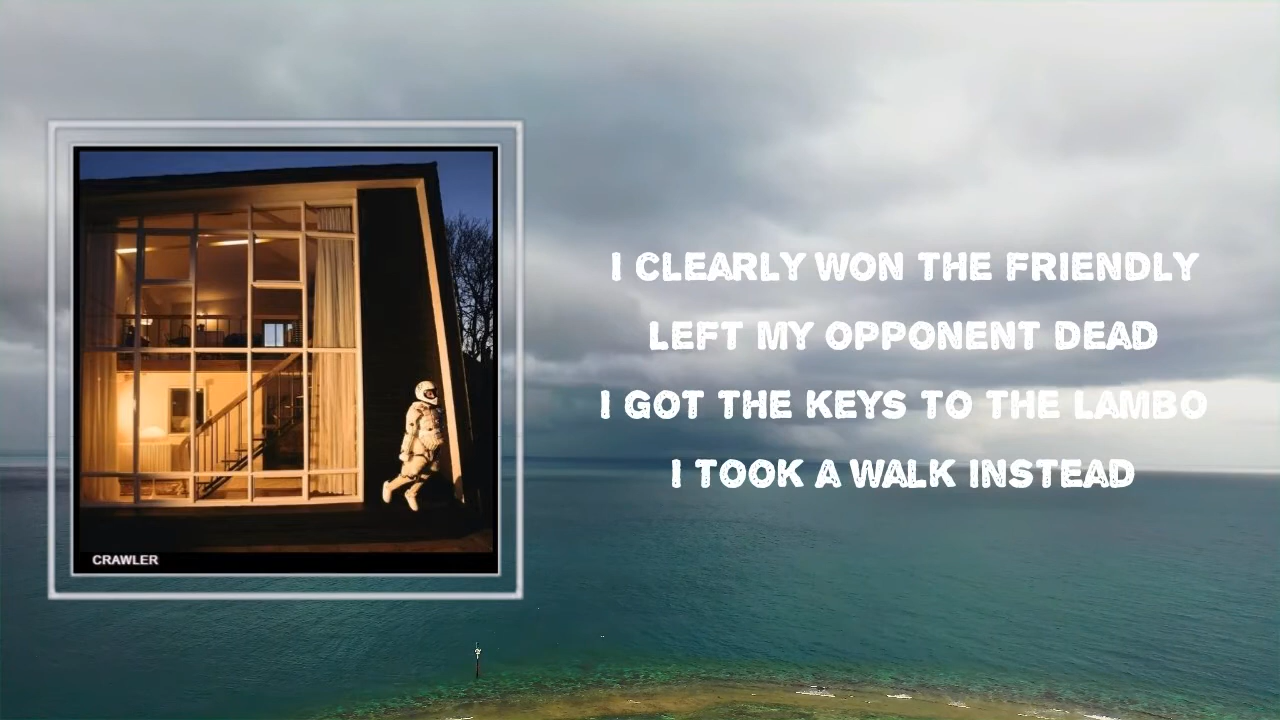 I CLEARLY WON THE FRIENDLY
LEFT MY OPPONENT DEAD
I GOT THE KEYS TO THE LAMBO
I TOOK A WALK INSTEAD
CRAWLER